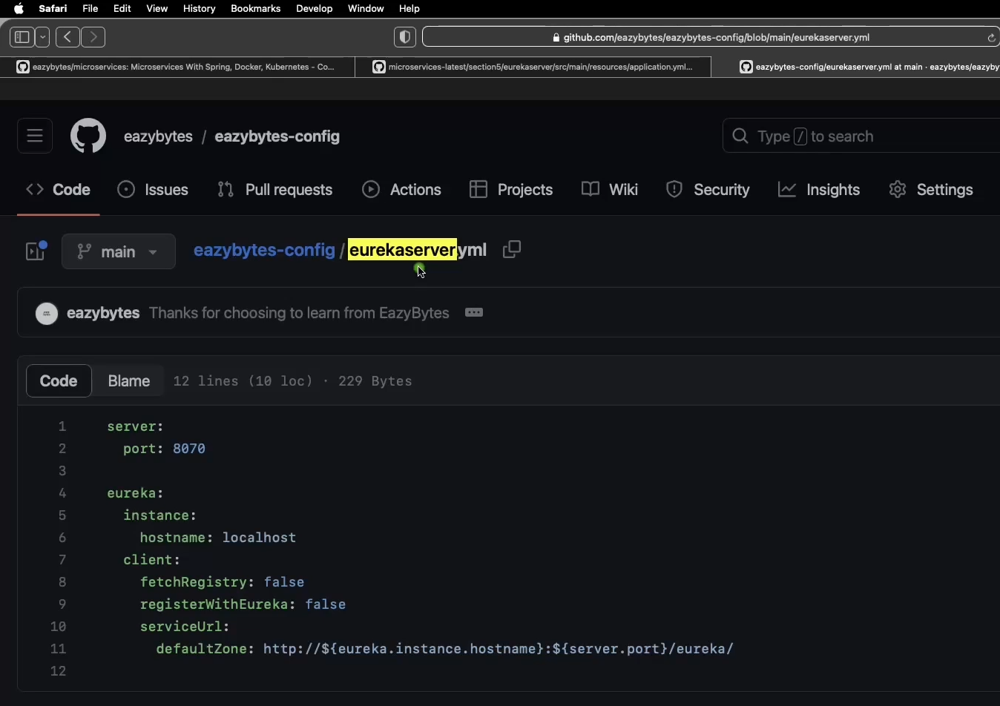 Safari File Edit View History Bookmarks Develop Window Help
github.com/eazybytes/eazybytes-config/blob/main/eurekaserver.yml
eazybytes/microservices: Microservices With Spring, Docker, Kubernetes - Co...
microservices-latest/section5/eurekaserver/src/main/resources/application.yml...
eazybytes-config/eurekaserver.yml at main · eazybytes/eazyby
eazybytes / eazybytes-config
Type / to search
Code Issues Pull requests Actions Projects Wiki Security Insights Settings
main eazybytes-config / eurekaserver yml
eazybytes Thanks for choosing to learn from EazyBytes
Code Blame 12 lines (10 loc) · 229 Bytes
1 server:
2 port: 8070
3
4 eureka:
5 instance:
6 hostname: localhost
7 client:
8 fetchRegistry: false
9 registerWithEureka: false
10 serviceUrl:
11 defaultZone: http://${eureka.instance.hostname}:${server.port}/eureka/
12